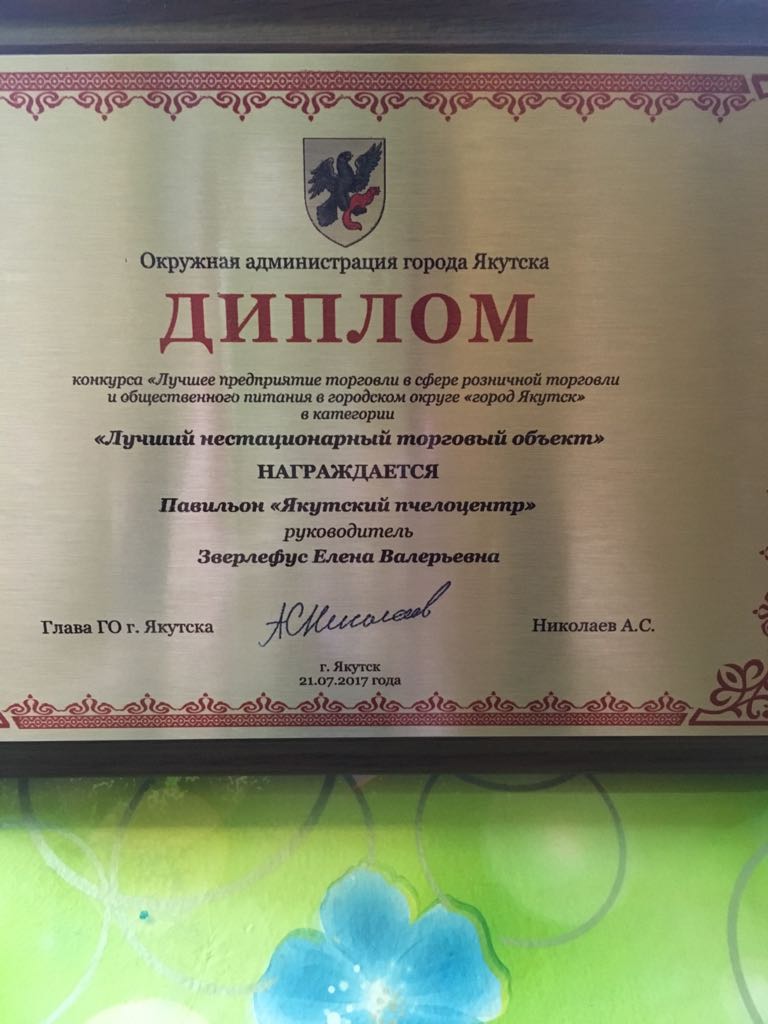 Окружная администрация города Якутска
ДИПЛОМ
конкурса «Лучшее предприятие торговли в сфере розничной торговли
и общественного питания в городском округе «город Якутск»
в категории
«Лучший нестационарный торговый объект»
НАГРАЖДАЕТСЯ
Павильон «Якутский пчелоцентр»
руководитель
Зверлефус Елена Валерьевна
Глава ГО г. Якутска АСНиколаев Николаев А.С.
г. Якутск
21.07.2017 года